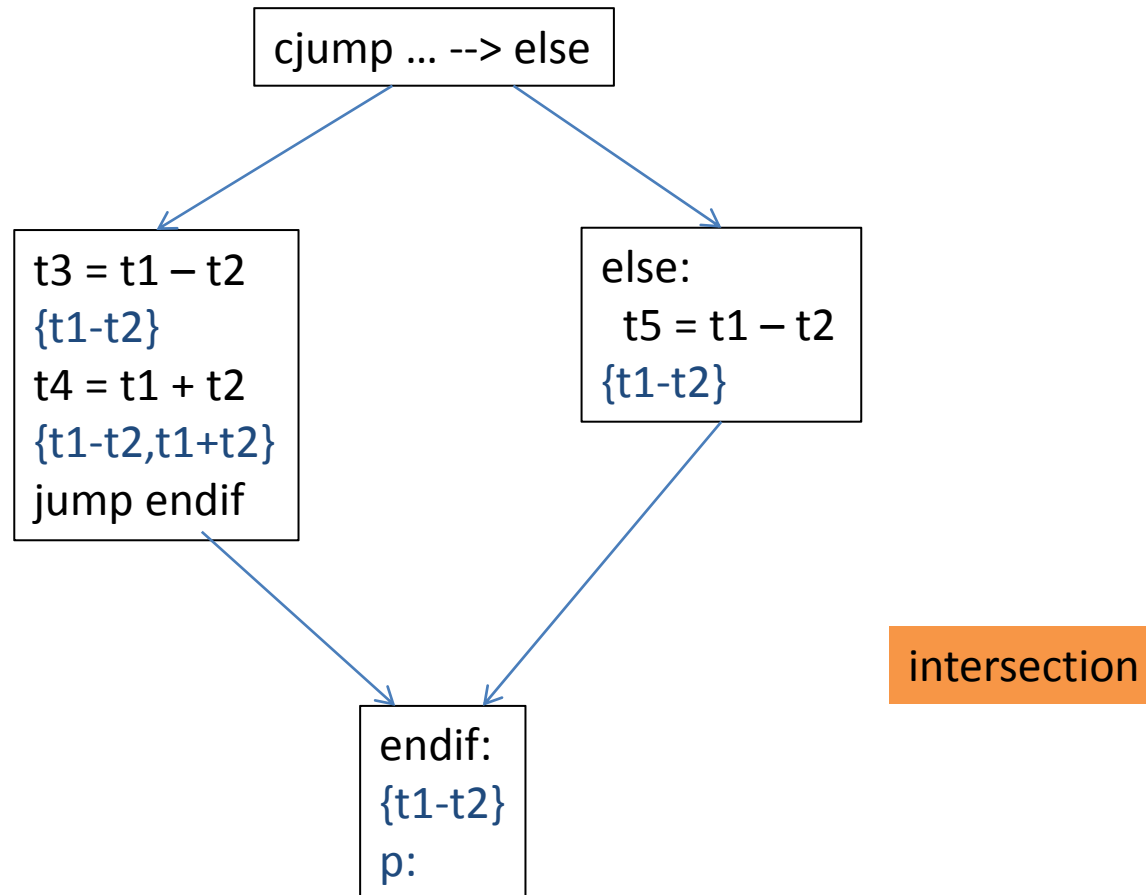 cjump … --> else
t3 = t1 – t2
{t1-t2}
t4 = t1 + t2
{t1-t2,t1+t2}
jump endif
else:
t5 = t1 – t2
{t1-t2}
intersection
endif:
{t1-t2}
p: